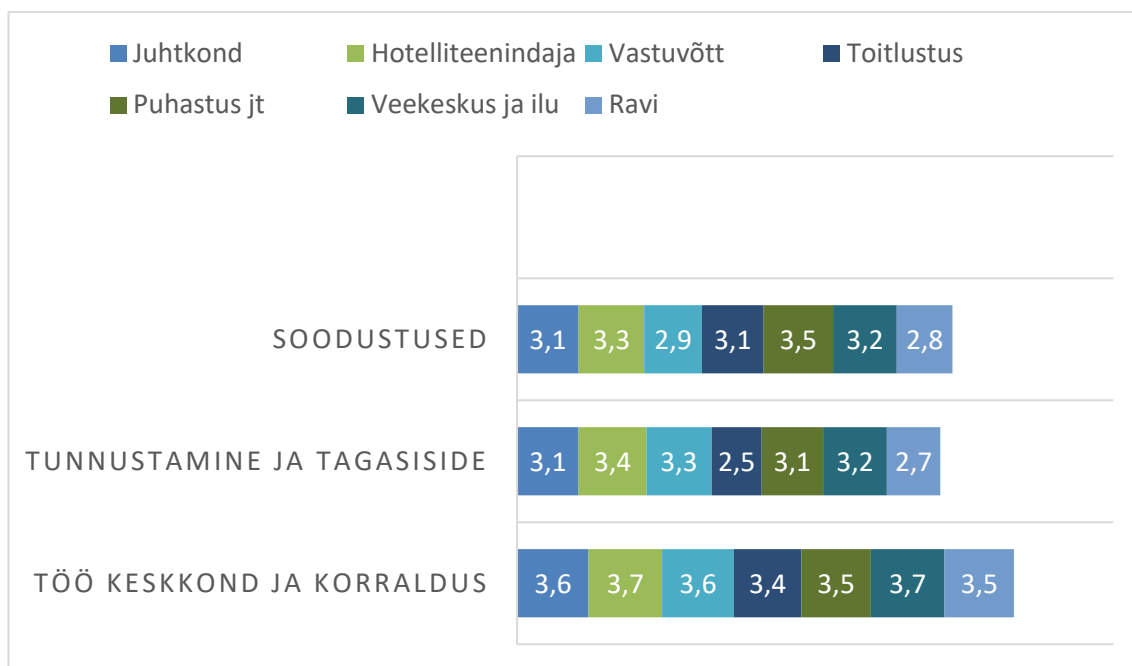 Juhtkond Hotelliteenindaja Vastuvõtt Toitlustus
Puhastus jt Veekeskus ja ilu Ravi
SOODUSTUSED 3,1 3,3 2,9 3,1 3,5 3,2 2,8
TUNNUSTAMINE JA TAGASISIDE 3,1 3,4 3,3 2,5 3,1 3,2 2,7
TÖÖ KESKKOND JA KORRALDUS 3,6 3,7 3,6 3,4 3,5 3,7 3,5